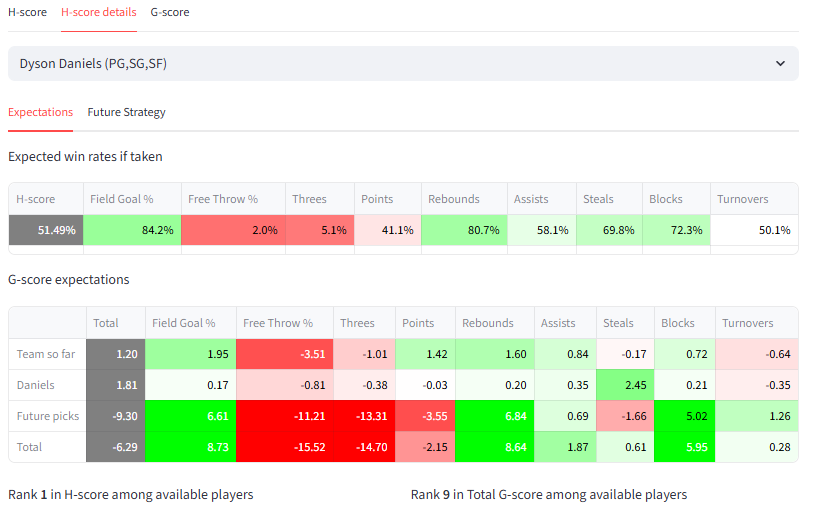 H-score H-score details G-score
Dyson Daniels (PG,SG,SF)
Expectations Future Strategy
Expected win rates if taken
H-score Field Goal % Free Throw % Threes Points Rebounds Assists Steals Blocks Turnovers
51.49% 84.2% 2.0% 5.1% 41.1% 80.7% 58.1% 69.8% 72.3% 50.1%
G-score expectations
Total Field Goal % Free Throw % Threes Points Rebounds Assists Steals Blocks Turnovers
Team so far 1.20 1.95 -3.51 -1.01 1.42 1.60 0.84 -0.17 0.72 -0.64
Daniels 1.81 0.17 -0.81 -0.38 -0.03 0.20 0.35 2.45 0.21 -0.35
Future picks -9.30 6.61 -11.21 -13.31 -3.55 6.84 0.69 -1.66 5.02 1.26
Total -6.29 8.73 -15.52 -14.70 -2.15 8.64 1.87 0.61 5.95 0.28
Rank 1 in H-score among available players Rank 9 in Total G-score among available players